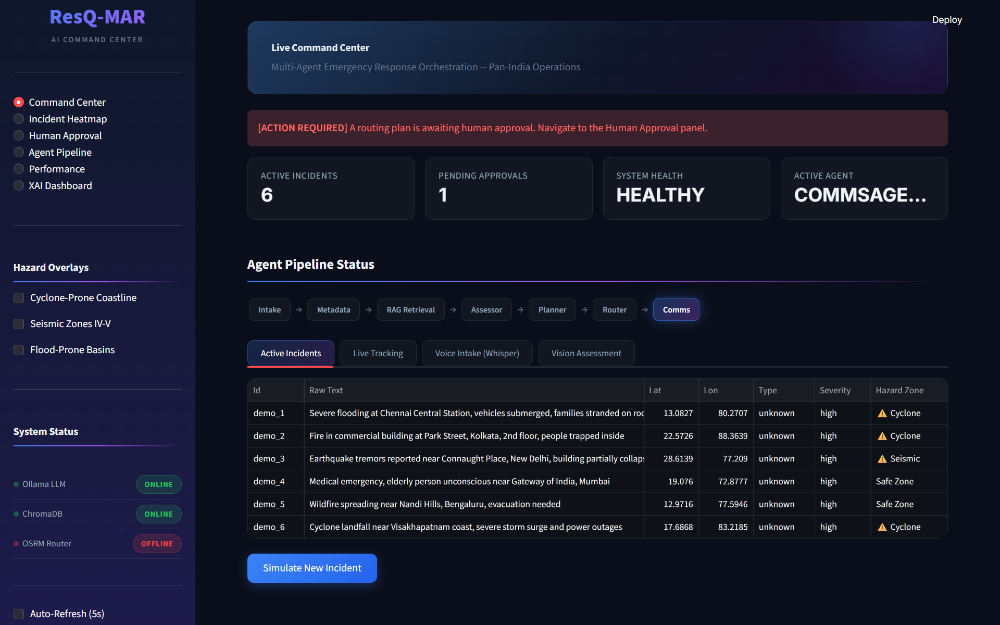 ResQ-MAR
AI COMMAND CENTER
Command Center
Incident Heatmap
Human Approval
Agent Pipeline
Performance
XAI Dashboard
Hazard Overlays
Cyclone-Prone Coastline
Seismic Zones IV-V
Flood-Prone Basins
System Status
Ollama LLM ONLINE
ChromaDB ONLINE
OSRM Router OFFLINE
Auto-Refresh (5s)
Deploy
Live Command Center
Multi-Agent Emergency Response Orchestration -- Pan-India Operations
[ACTION REQUIRED] A routing plan is awaiting human approval. Navigate to the Human Approval panel.
ACTIVE INCIDENTS
6
PENDING APPROVALS
1
SYSTEM HEALTH
HEALTHY
ACTIVE AGENT
COMMSAGE...
Agent Pipeline Status
Intake → Metadata → RAG Retrieval → Assessor → Planner → Router → Comms
Active Incidents Live Tracking Voice Intake (Whisper) Vision Assessment
Id Raw Text Lat Lon Type Severity Hazard Zone
demo_1 Severe flooding at Chennai Central Station, vehicles submerged, families stranded on roo 13.0827 80.2707 unknown high ⚠️ Cyclone
demo_2 Fire in commercial building at Park Street, Kolkata, 2nd floor, people trapped inside 22.5726 88.3639 unknown high ⚠️ Cyclone
demo_3 Earthquake tremors reported near Connaught Place, New Delhi, building partially collaps 28.6139 77.209 unknown high ⚠️ Seismic
demo_4 Medical emergency, elderly person unconscious near Gateway of India, Mumbai 19.076 72.8777 unknown high Safe Zone
demo_5 Wildfire spreading near Nandi Hills, Bengaluru, evacuation needed 12.9716 77.5946 unknown high Safe Zone
demo_6 Cyclone landfall near Visakhapatnam coast, severe storm surge and power outages 17.6868 83.2185 unknown high ⚠️ Cyclone
Simulate New Incident